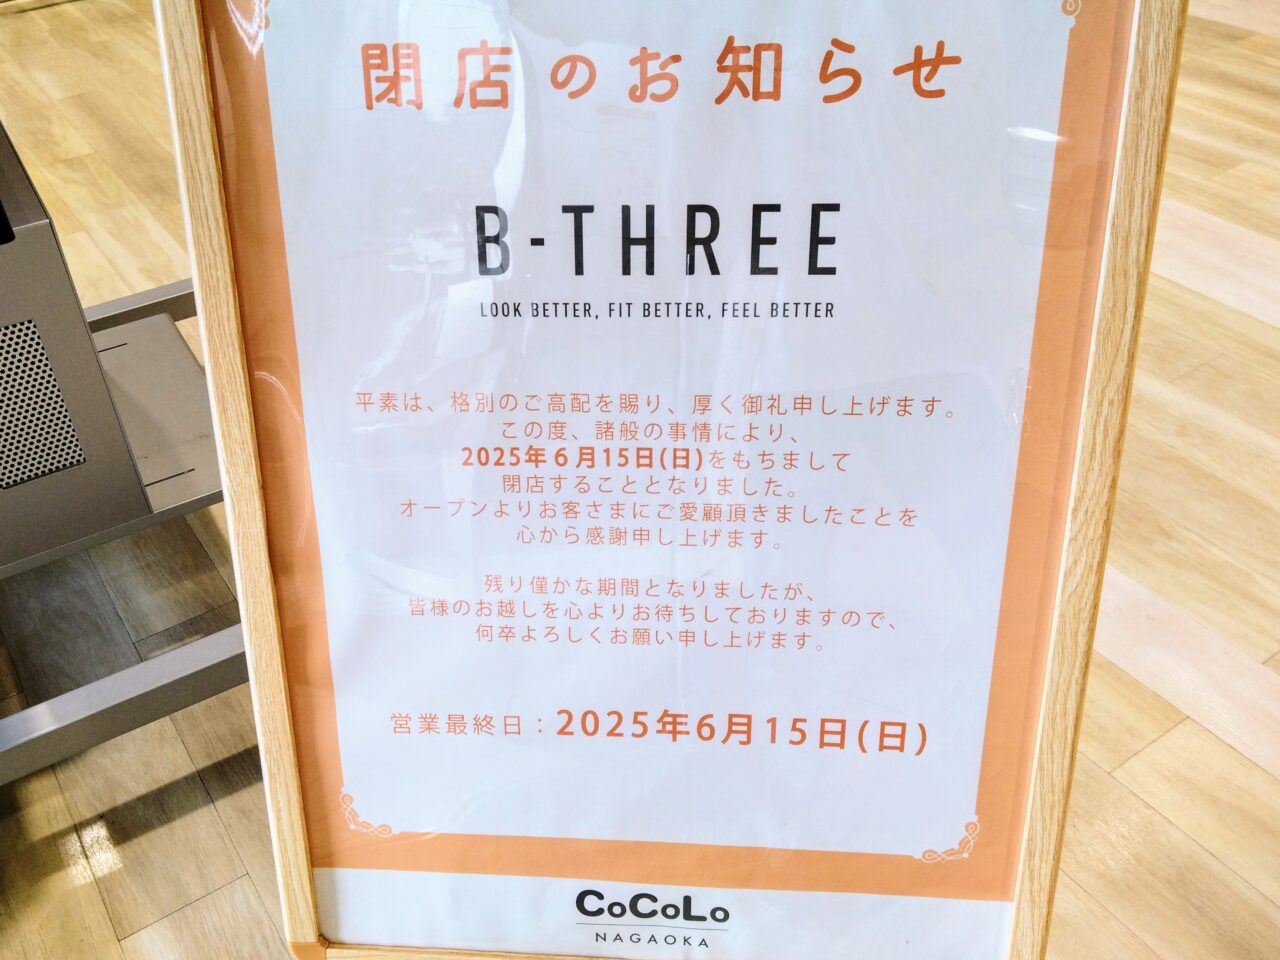 閉店のお知らせ
B-THREE
LOOK BETTER, FIT BETTER, FEEL BETTER
平素は、格別のご高配を賜り、厚く御礼申し上げます。
この度、諸般の事情により、
2025年6月15日(日)をもちまして
閉店することとなりました。
オープンよりお客さまにご愛顧頂きましたことを
心から感謝申し上げます。
残り僅かな期間となりましたが、
皆様のお越しを心よりお待ちしておりますので、
何卒よろしくお願い申し上げます。
営業最終日：2025年6月15日(日)
CoCoLo
NAGAOKA